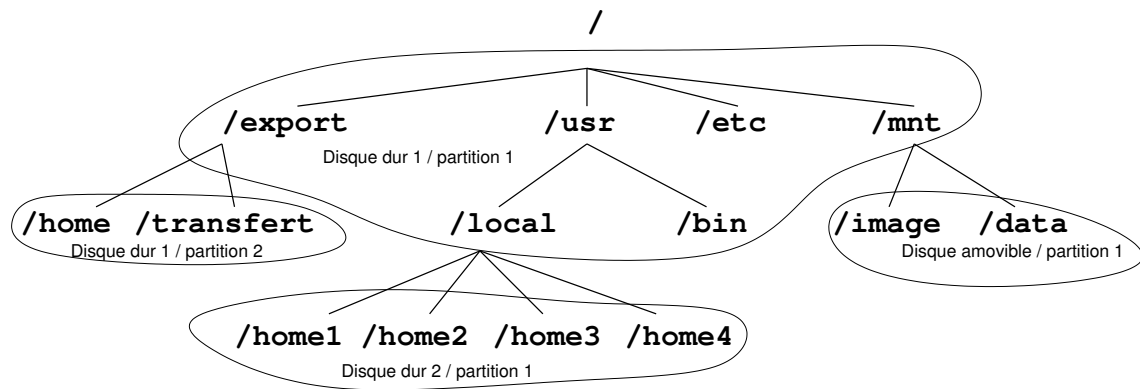 /
/export /usr /etc /mnt
Disque dur 1 / partition 1
/home /transfert /local /bin /image /data
Disque dur 1 / partition 2 Disque amovible / partition 1
/home1 /home2 /home3 /home4
Disque dur 2 / partition 1